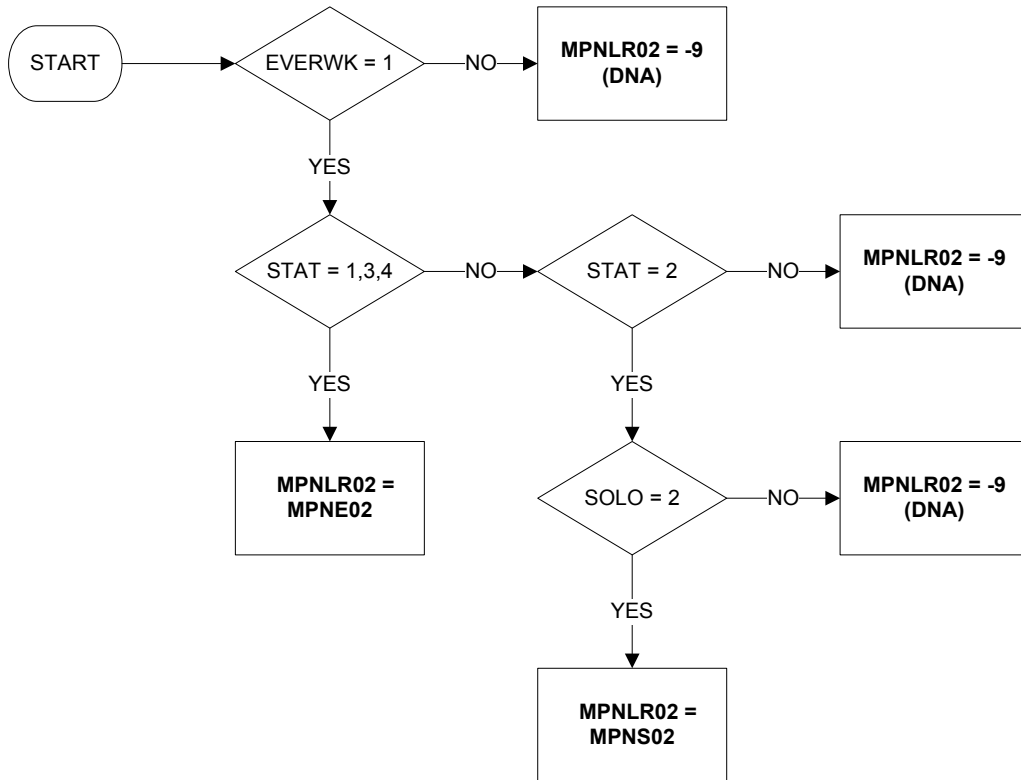 START
EVERWK = 1
NO
MPNLR02 = -9
(DNA)
YES
STAT = 1,3,4
NO
STAT = 2
NO
MPNLR02 = -9
(DNA)
YES
YES
MPNLR02 =
MPNE02
SOLO = 2
NO
MPNLR02 = -9
(DNA)
YES
MPNLR02 =
MPNS02